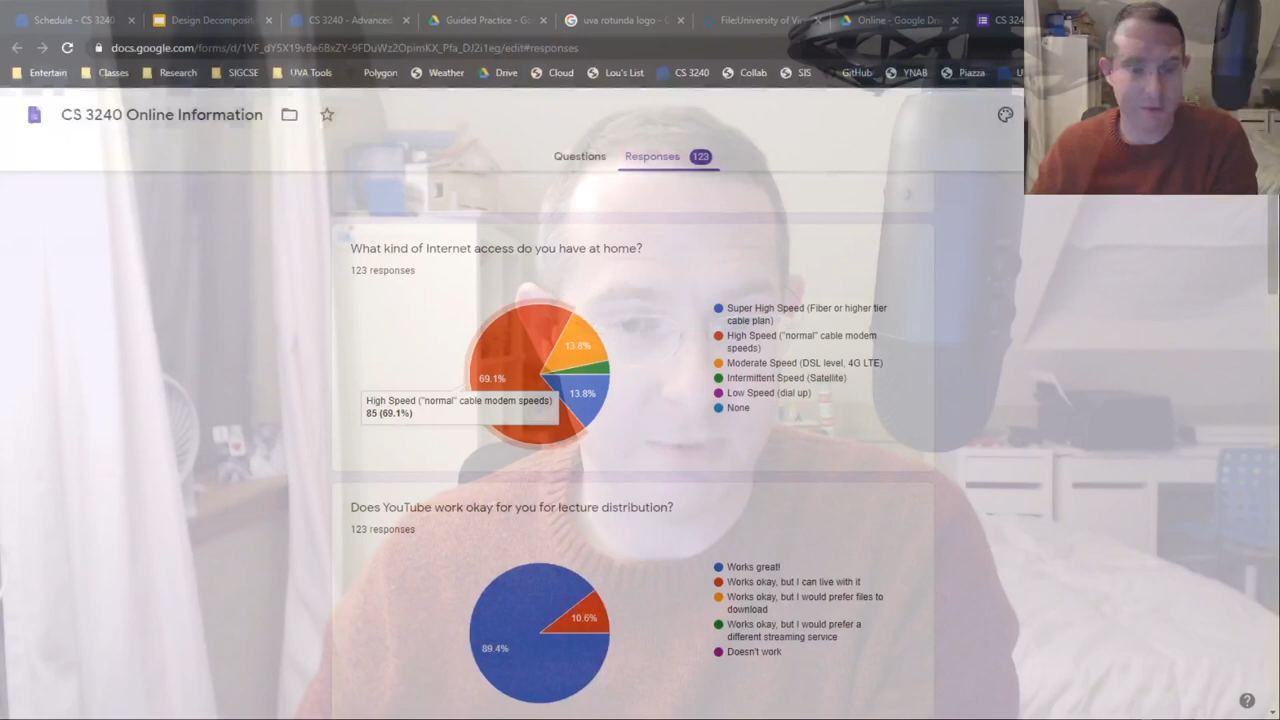 Schedule - CS 3240
Design Decompositi
CS 3240 - Advanced
Guided Practice - Go
uva rotunda logo - G
File:University of Vi
Online - Google Dri
CS 324
docs.google.com/forms/d/1VF_dY5X19vBe6BxZY-9FDuWz2OpimKX_Pfa_DJ2i1eg/edit#responses
Entertain
Classes
Research
SIGCSE
UVA Tools
Polygon
Weather
Drive
Cloud
Lou's List
CS 3240
Collab
SIS
GitHub
YNAB
Piazza
CS 3240 Online Information
Questions
Responses
123
What kind of Internet access do you have at home?
123 responses
13.8%
69.1%
13.8%
High Speed ("normal" cable modem speeds)
85 (69.1%)
Super High Speed (Fiber or higher tier
cable plan)
High Speed ("normal" cable modem
speeds)
Moderate Speed (DSL level, 4G LTE)
Intermittent Speed (Satellite)
Low Speed (dial up)
None
Does YouTube work okay for you for lecture distribution?
123 responses
10.6%
89.4%
Works great!
Works okay, but I can live with it
Works okay, but I would prefer files to
download
Works okay, but I would prefer a
different streaming service
Doesn't work